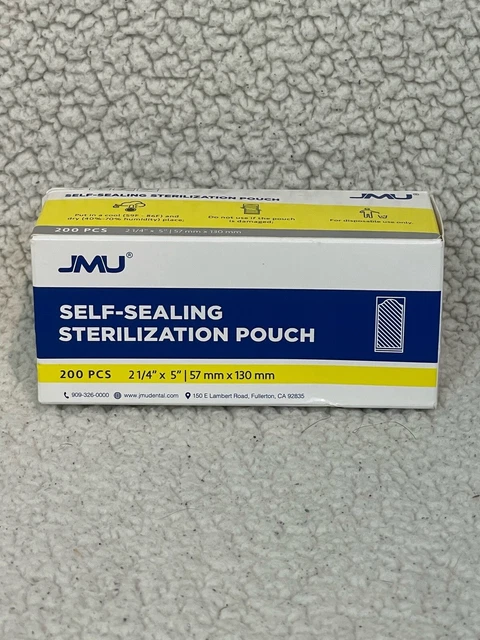 SELF-SEALING STERILIZATION POUCH
JMU
Put in a cool (59F - 86F) and
dry (40%-70% humidity) place;
Do not use if the pouch
is damaged;
For disposable use only.
200 PCS 2 1/4" x 5" | 57 mm x 130 mm
JMU®
SELF-SEALING
STERILIZATION POUCH
200 PCS 2 1/4" x 5" | 57 mm x 130 mm
909-326-0000 www.jmudental.com 150 E Lambert Road, Fullerton, CA 92835